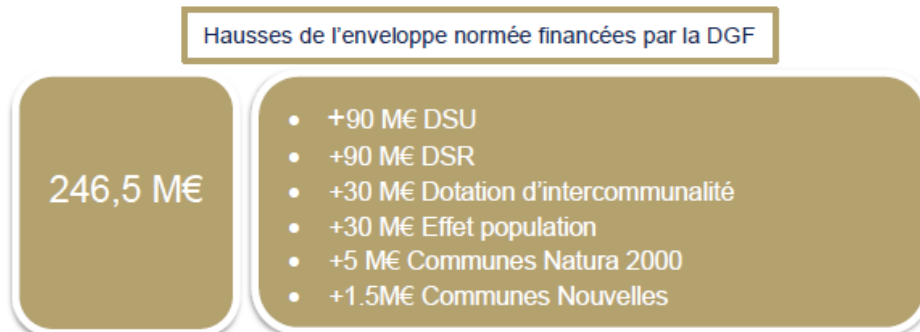 Hausses de l'enveloppe normée financées par la DGF
246,5 M€
• +90 M€ DSU
• +90 M€ DSR
• +30 M€ Dotation d'intercommunalité
• +30 M€ Effet population
• +5 M€ Communes Natura 2000
• +1.5M€ Communes Nouvelles